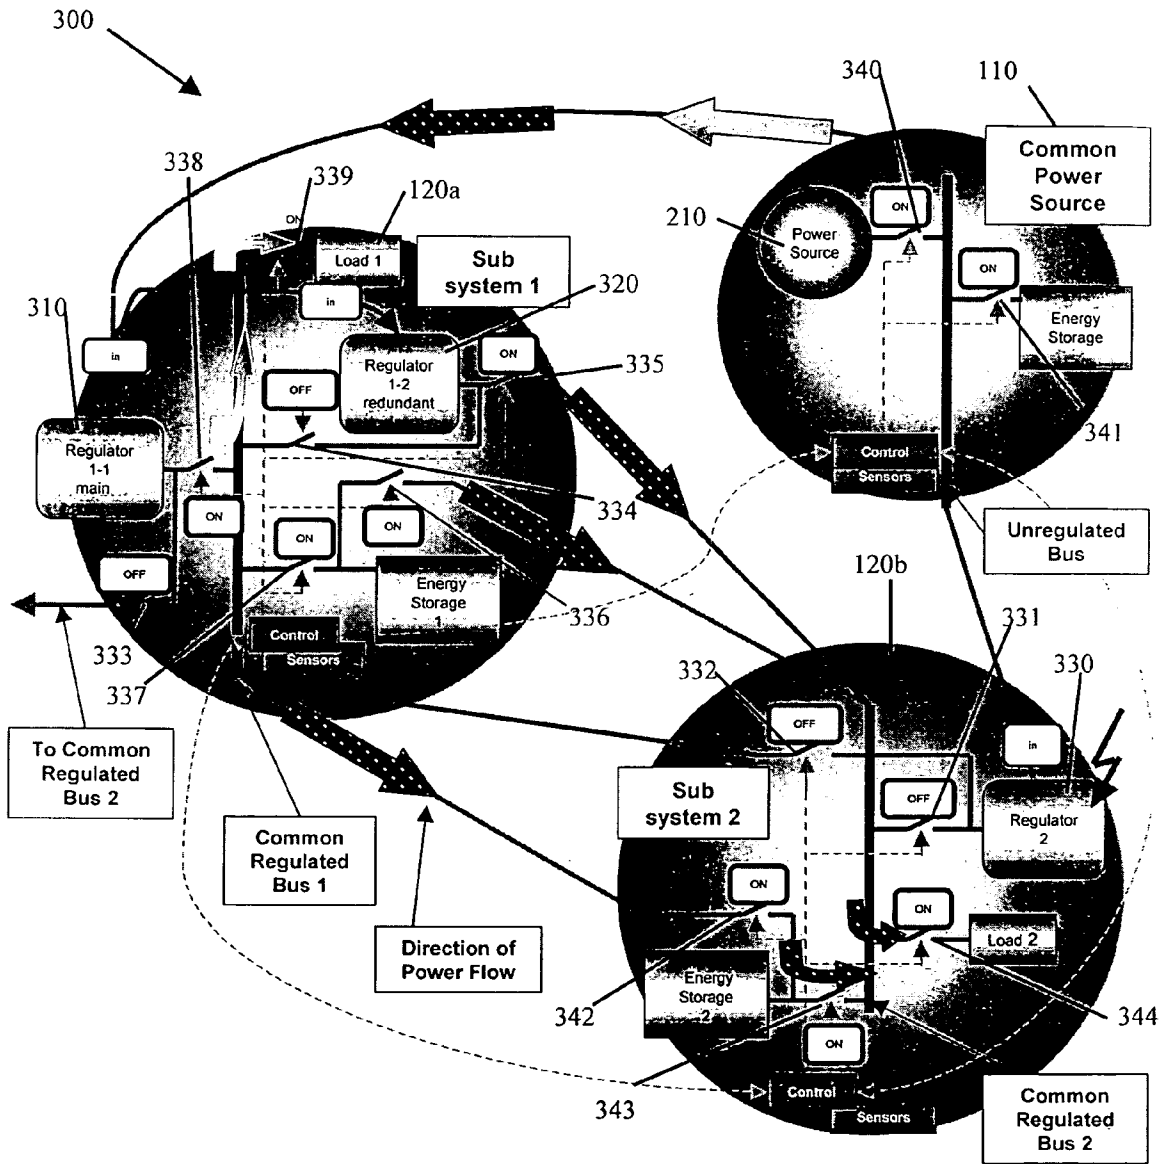 300
340
110
Common
Power
Source
338
339
120a
ON
210
ON
Power
Source
ON
Load 1
Sub
system 1
320
310
in
in
Energy
Storage
ON
335
Regulator
1-2
redundant
OFF
341
Regulator
1-1
main
Control
Sensors
334
ON
ON
ON
Unregulated
Bus
OFF
120b
Energy
Storage
1
336
331
Control
Sensors
333
337
332
330
OFF
in
To Common
Regulated
Bus 2
Sub
system 2
OFF
Regulator
2
Common
Regulated
Bus 1
ON
ON
Direction of
Power Flow
Load 2
Energy
Storage
2
342
344
ON
343
Control
Sensors
Common
Regulated
Bus 2